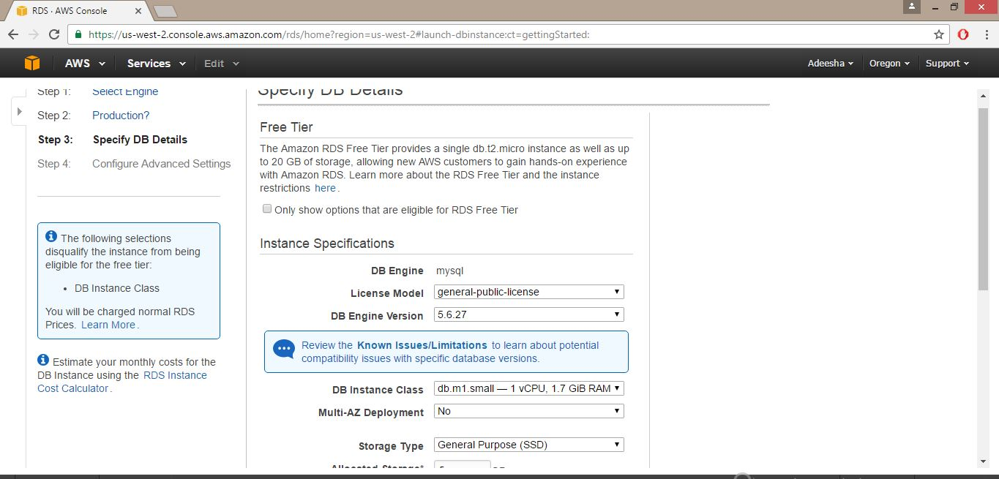 RDS · AWS Console
https://us-west-2.console.aws.amazon.com/rds/home?region=us-west-2#launch-dbinstance:ct=gettingStarted:
AWS Services Edit Adeesha Oregon Support
Step 1: Select Engine
Step 2: Production?
Step 3: Specify DB Details
Step 4: Configure Advanced Settings
The following selections
disqualify the instance from being
eligible for the free tier:
• DB Instance Class
You will be charged normal RDS
Prices. Learn More.
Estimate your monthly costs for the
DB Instance using the RDS Instance
Cost Calculator.
Specify DB Details
Free Tier
The Amazon RDS Free Tier provides a single db.t2.micro instance as well as up
to 20 GB of storage, allowing new AWS customers to gain hands-on experience
with Amazon RDS. Learn more about the RDS Free Tier and the instance
restrictions here.
Only show options that are eligible for RDS Free Tier
Instance Specifications
DB Engine mysql
License Model general-public-license
DB Engine Version 5.6.27
Review the Known Issues/Limitations to learn about potential
compatibility issues with specific database versions.
DB Instance Class db.m1.small — 1 vCPU, 1.7 GiB RAM
Multi-AZ Deployment No
Storage Type General Purpose (SSD)
Allocated Storage*